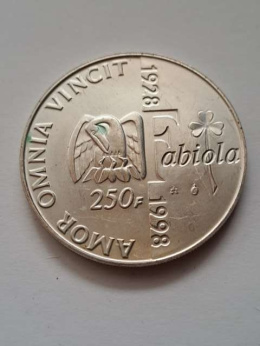 AMOR OMNIA VINCIT
1928
Fabiola
250F
1998